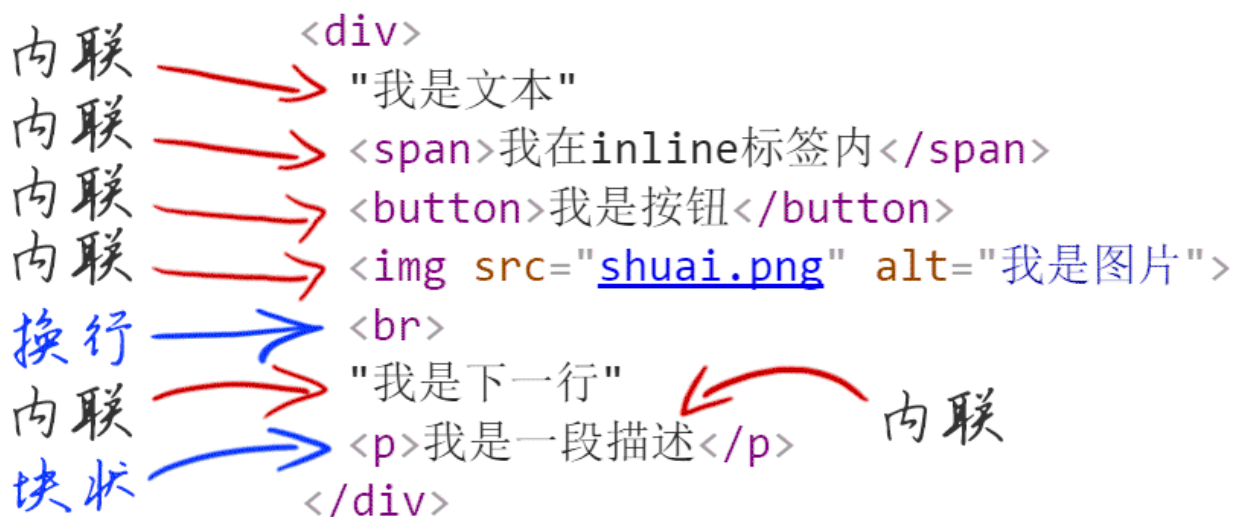 <div>
内联 "我是文本"
内联 <span>我在inline标签内</span>
内联 <button>我是按钮</button>
内联 <img src="shuai.png" alt="我是图片">
换行 <br>
内联 "我是下一行"
块状 <p>我是一段描述</p> 内联
</div>